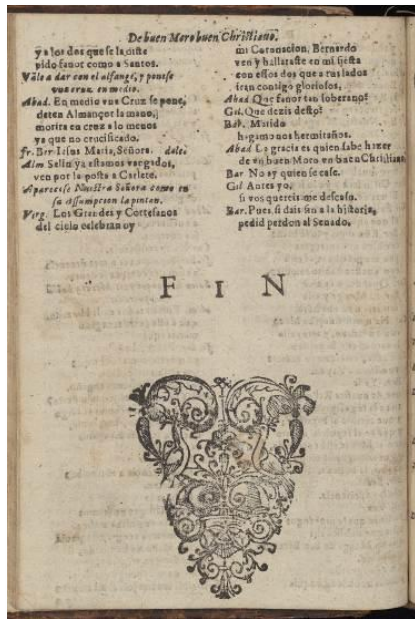 De buen Moro buen Christiano.
y a los dos que se la diste
pido fauor como a Santos.
Vale a dar con el alfange, y ponese
vna cruz en medio.
Abad. En medio vna Cruz se pone,
deten Almançor la mano,
morira en cruz a lo menos
ya que no crucificado.
Fr. Ber. Iesus Maria, Señora. dale.
Alm. Selin ya estamos vengados,
ven por la posta a Carlete.
Aparecese Nuestra Señora como en
su Assumpcion la pintan.
Virg. Los Grandes y Cortesanos
del cielo celebran oy
mi Coronacion, Bernardo
ven y hallaraste en mi fiesta
con essos dos que a tus lados
iran contigo gloriosos.
Abad Que fauor tan soberano?
Gil. Que dezis desto?
Bar. Marido
hagamonos hermitaños.
Abad La gracia es quien sabe hazer
de vn buen Moro vn buen Christiano
Bar No ay quien se case.
Gil Antes yo,
si vos quereis me descaso.
Bar. Pues si dais fin a la historia,
pedid perdon al Senado.
FIN